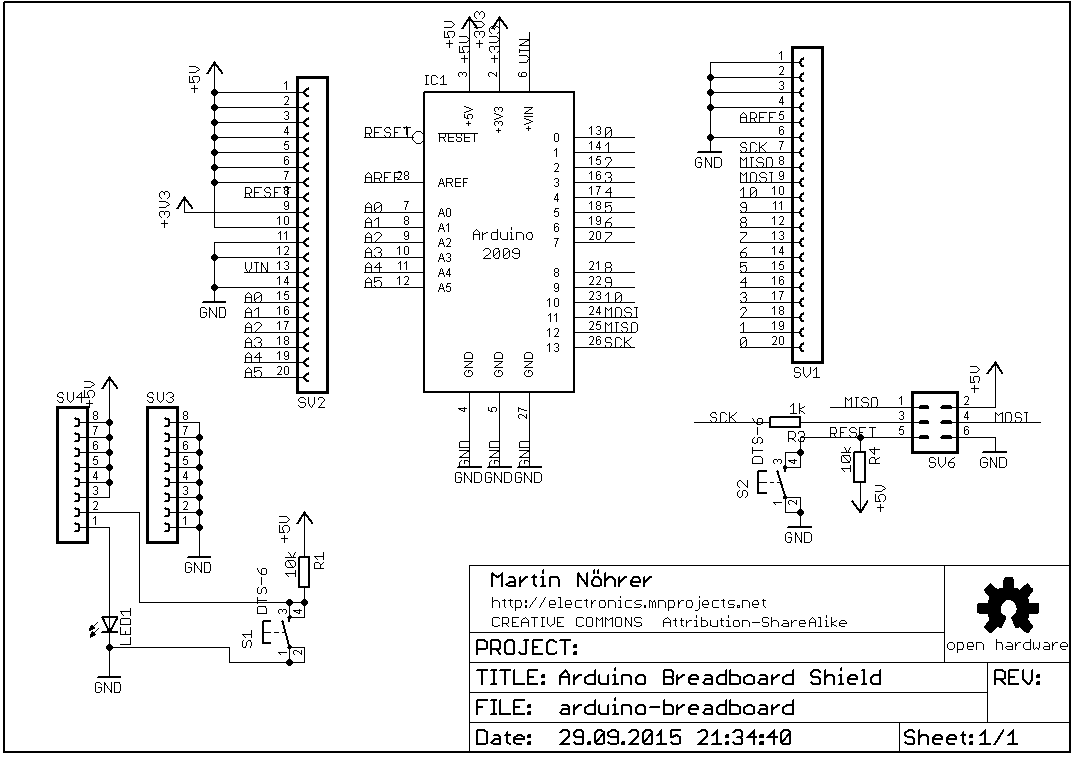 +5V
1
2
3
4
5
6
7
RESET 8
+3V3
9
10
11
12
VIN 13
14
GND
A0 15
A1 16
A2 17
A3 18
A4 19
A5 20
SV2
+5V
+5V
3
+3V3
+3V3
2
VIN
6
IC1
+5V
+3V3
+VIN
RESET 1
RESET
AREF 28
AREF
A0 7 A0
A1 8 A1
A2 9 A2
A3 10 A3
A4 11 A4
A5 12 A5
Arduino
2009
0 13 0
1 14 1
2 15 2
3 16 3
4 17 4
5 18 5
6 19 6
7 20 7
8 21 8
9 22 9
10 23 10
11 24 MOSI
12 25 MISO
13 26 SCK
GND
GND
GND
4
5
27
GND
GND
GND
GND GND GND
1
2
3
4
AREF 5
6
GND
SCK 7
MISO 8
MOSI 9
10 10
9 11
8 12
7 13
6 14
5 15
4 16
3 17
2 18
1 19
0 20
SV1
SV4
+5V
8
7
6
5
4
3
2
1
SV3
8
7
6
5
4
3
2
1
GND
LED1
GND
+5V
10k
R1
DTS-6
S1
3
4
1
2
+5V
MISO 1
2
SCK
1k
R3
3
4 MOSI
RESET 5
6
SV6
GND
DTS-6
S2
3
4
1
2
GND
10k
R4
+5V
Martin Nöhrer
http://electronics.mnprojects.net
CREATIVE COMMONS Attribution-ShareAlike
open hardware
PROJECT:
TITLE: Arduino Breadboard Shield
REV:
FILE: arduino-breadboard
Date: 29.09.2015 21:34:40
Sheet:1/1